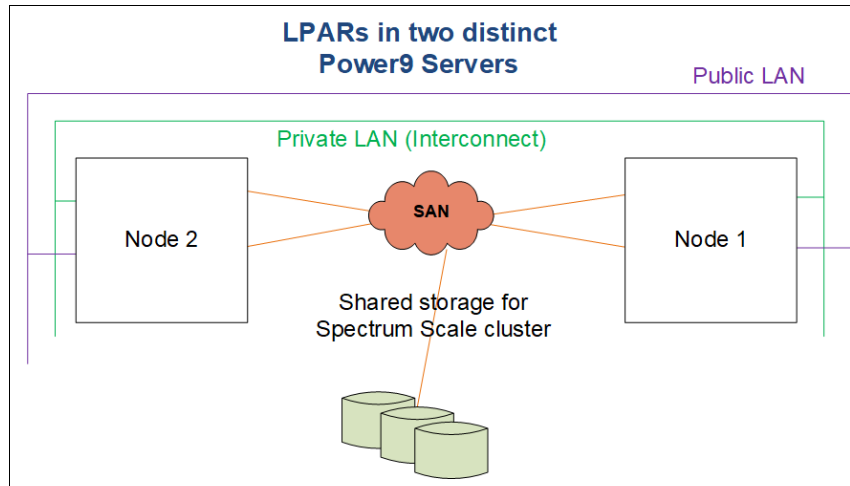 LPARs in two distinct
Power9 Servers
Public LAN
Private LAN (Interconnect)
Node 2
SAN
Node 1
Shared storage for
Spectrum Scale cluster